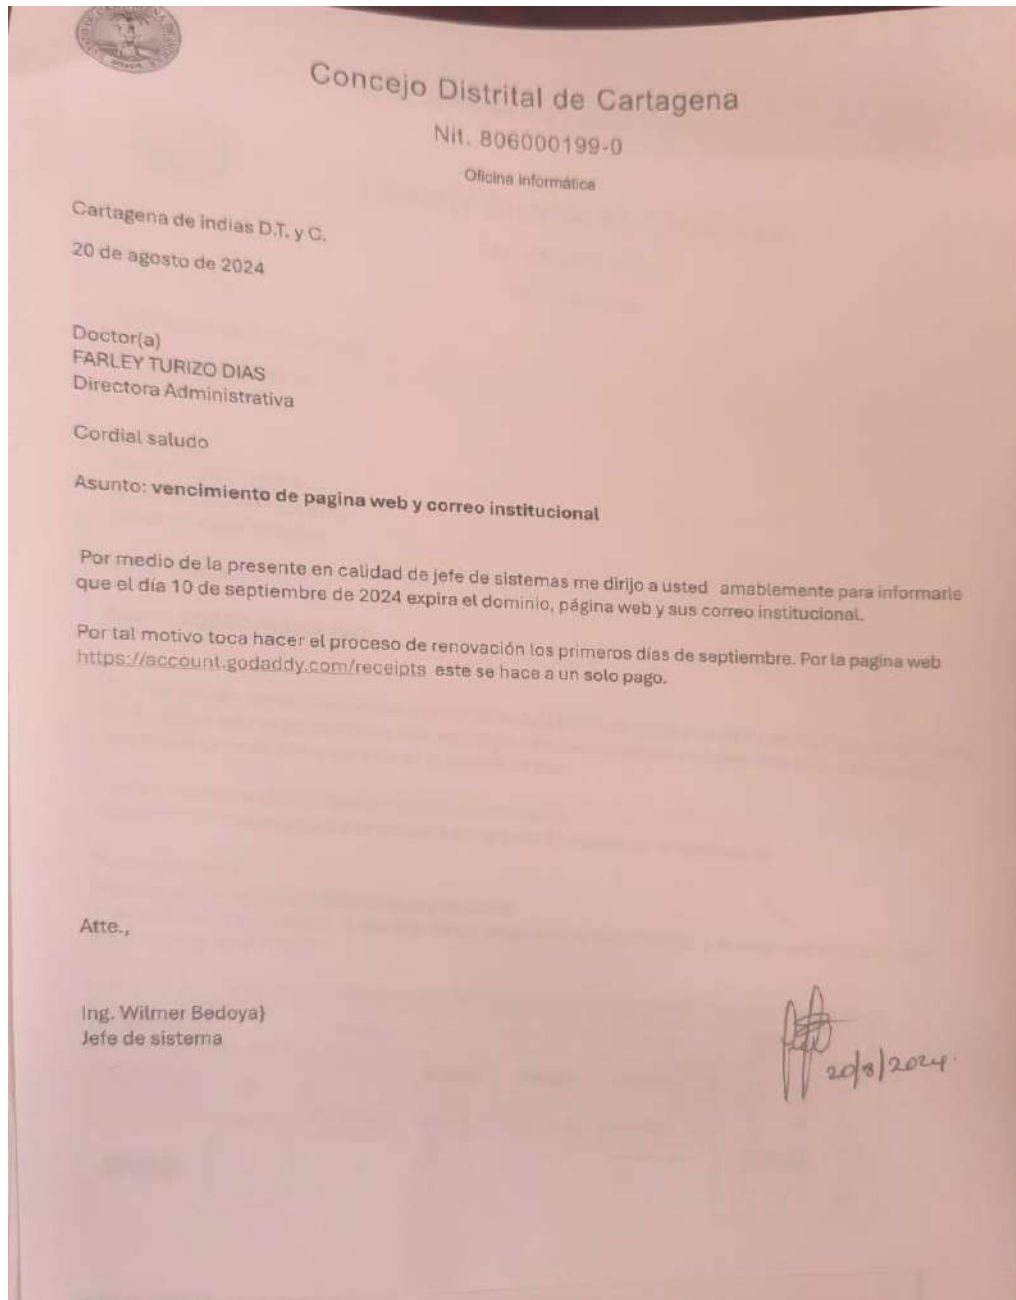 Concejo Distrital de Cartagena
Nit. 806000199-0
Oficina Informática
Cartagena de indias D.T. y C.
20 de agosto de 2024
Doctor(a)
FARLEY TURIZO DIAS
Directora Administrativa
Cordial saludo
Asunto: vencimiento de pagina web y correo institucional
Por medio de la presente en calidad de jefe de sistemas me dirijo a usted amablemente para informarle
que el día 10 de septiembre de 2024 expira el dominio, página web y sus correo institucional.
Por tal motivo toca hacer el proceso de renovación los primeros días de septiembre. Por la pagina web
https://account.godaddy.com/receipts este se hace a un solo pago.
Atte.,
Ing. Wilmer Bedoya}
Jefe de sistema
20/8/2024.